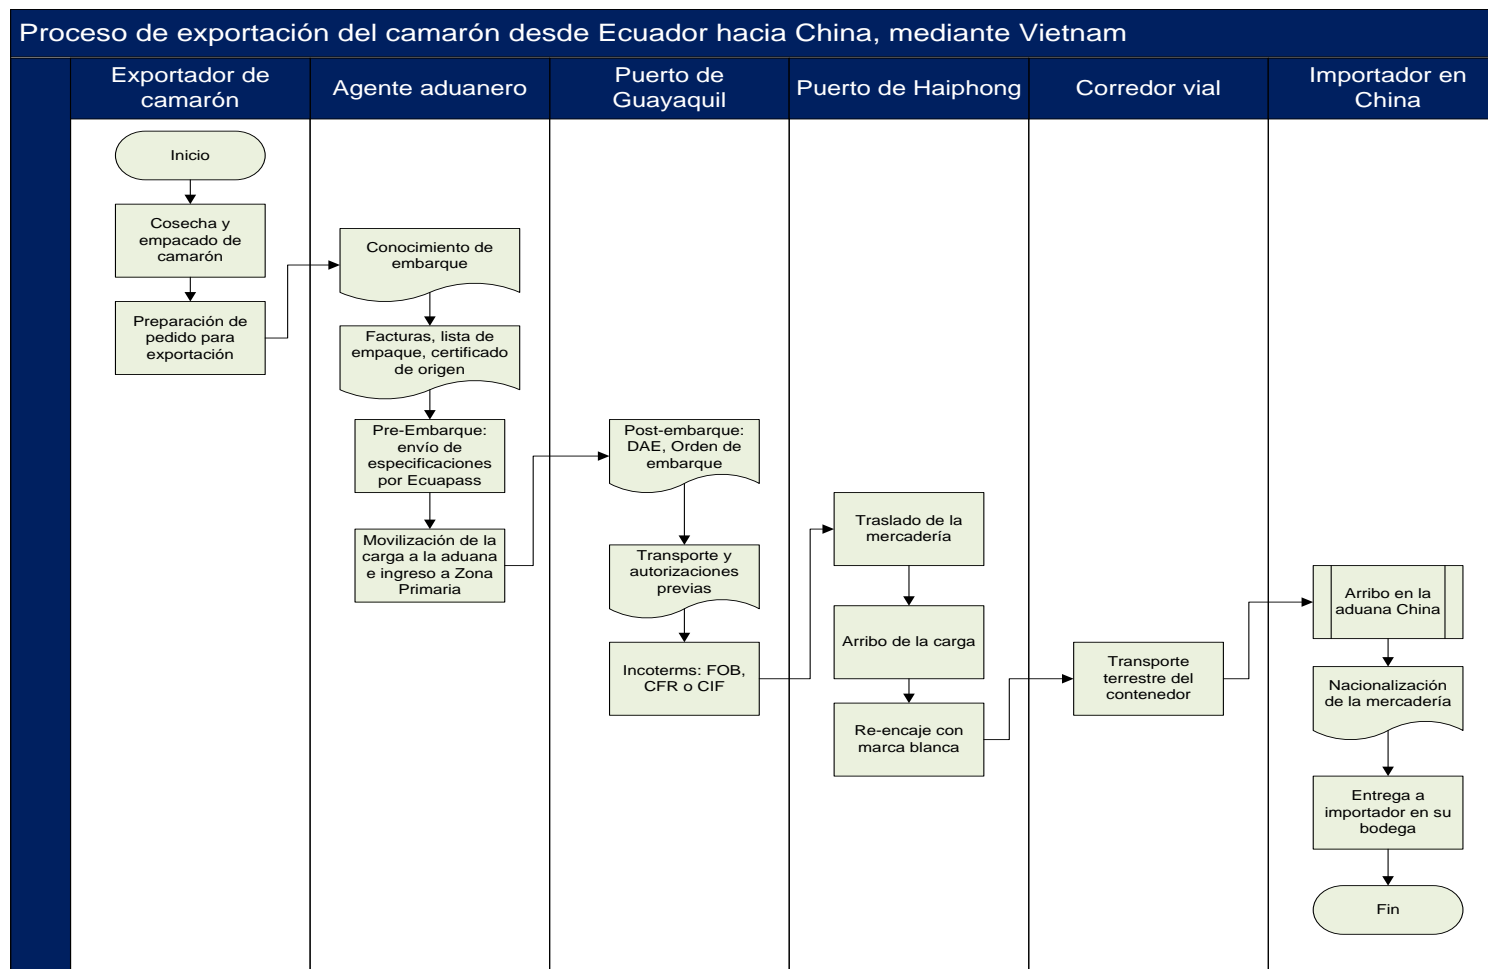 Proceso de exportación del camarón desde Ecuador hacia China, mediante Vietnam
Exportador de
camarón
Agente aduanero
Puerto de
Guayaquil
Puerto de Haiphong
Corredor vial
Importador en
China
Inicio
Cosecha y
empacado de
camarón
Preparación de
pedido para
exportación
Conocimiento de
embarque
Facturas, lista de
empaque, certificado
de origen
Pre-Embarque:
envío de
especificaciones
por Ecuapass
Movilización de la
carga a la aduana
e ingreso a Zona
Primaria
Post-embarque:
DAE, Orden de
embarque
Transporte y
autorizaciones
previas
Incoterms: FOB,
CFR o CIF
Traslado de la
mercadería
Arribo de la carga
Re-encaje con
marca blanca
Transporte
terrestre del
contenedor
Arribo en la
aduana China
Nacionalización
de la mercadería
Entrega a
importador en su
bodega
Fin